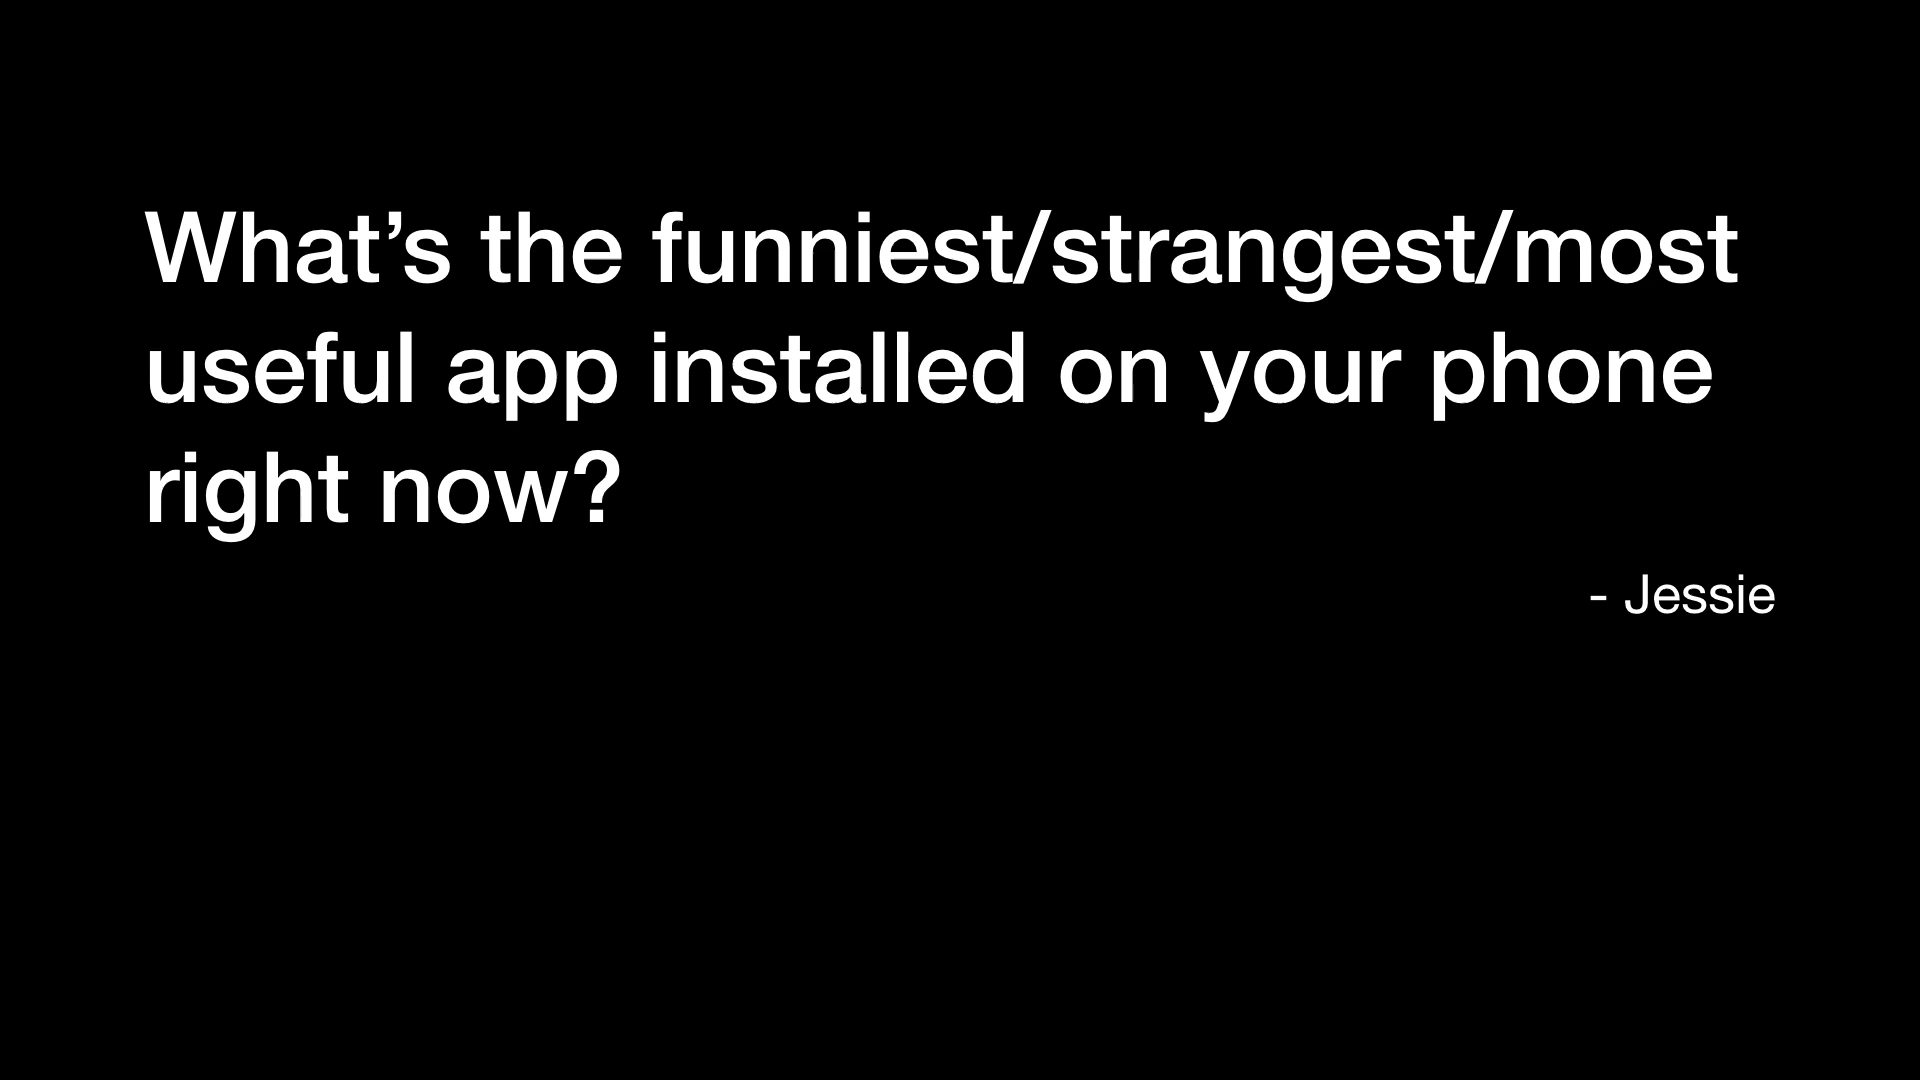 What’s the funniest/strangest/most
useful app installed on your phone
right now?
- Jessie